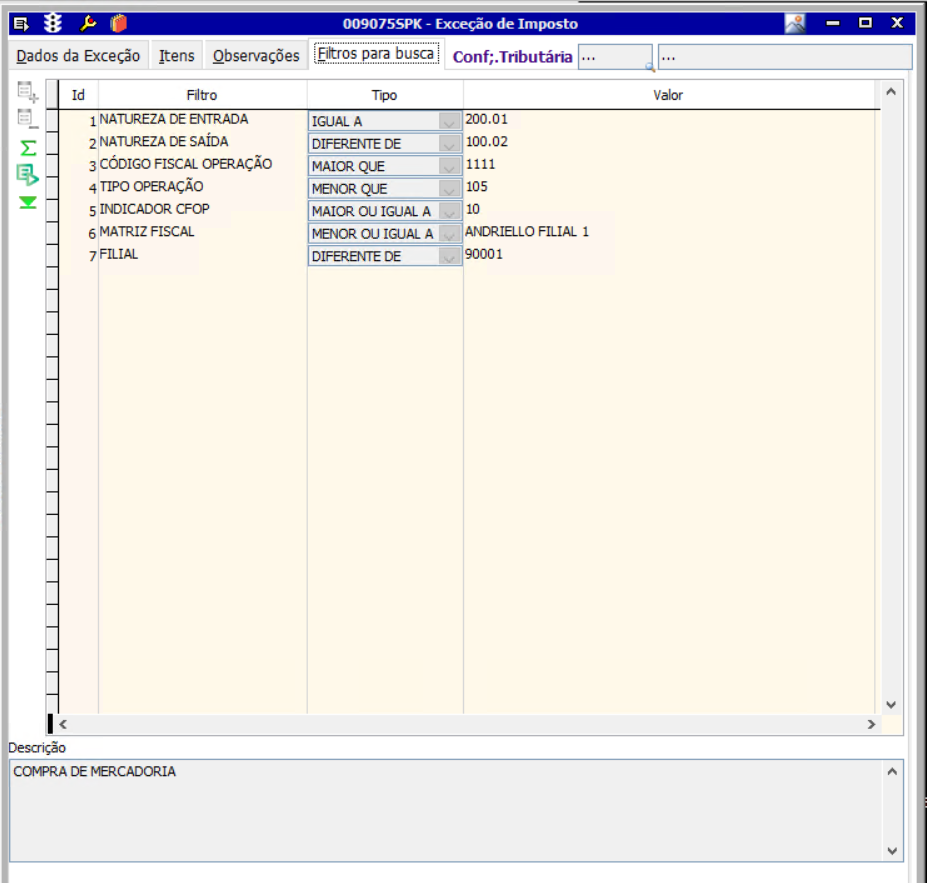 009075SPK - Exceção de Imposto
Dados da Exceção Itens Observações Filtros para busca Conf;.Tributária ... ...
Id Filtro Tipo Valor
1 NATUREZA DE ENTRADA IGUAL A 200.01
2 NATUREZA DE SAÍDA DIFERENTE DE 100.02
3 CÓDIGO FISCAL OPERAÇÃO MAIOR QUE 1111
4 TIPO OPERAÇÃO MENOR QUE 105
5 INDICADOR CFOP MAIOR OU IGUAL A 10
6 MATRIZ FISCAL MENOR OU IGUAL A ANDRIELLO FILIAL 1
7 FILIAL DIFERENTE DE 90001
Descrição
COMPRA DE MERCADORIA